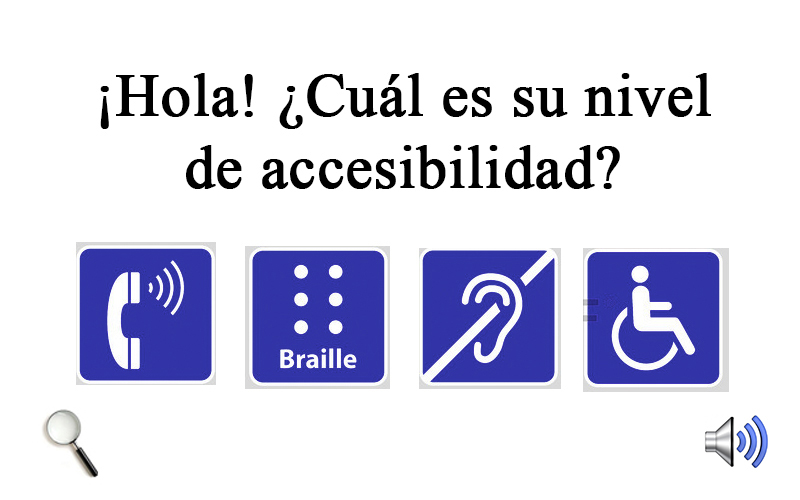 ¡Hola! ¿Cuál es su nivel
de accesibilidad?
Braille